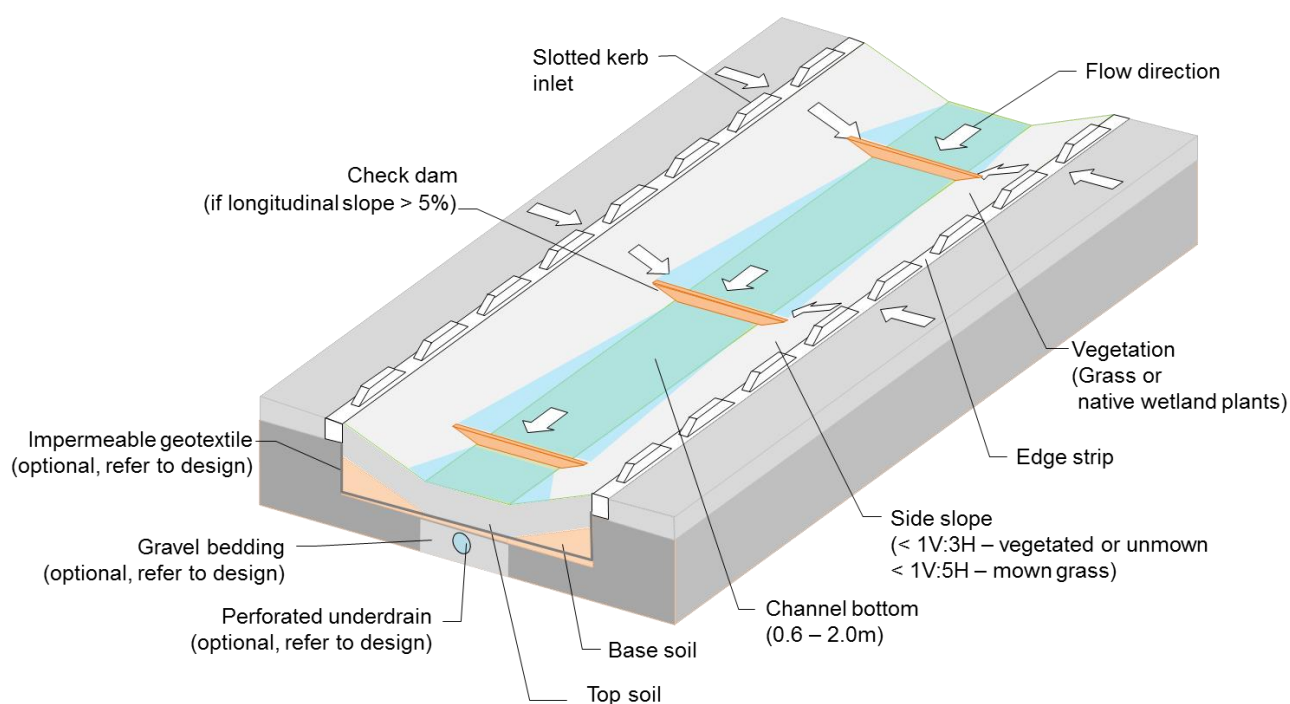 Slotted kerb
inlet
Flow direction
Check dam
(if longitudinal slope > 5%)
Vegetation
(Grass or
native wetland plants)
Impermeable geotextile
(optional, refer to design)
Edge strip
Side slope
(< 1V:3H – vegetated or unmown
< 1V:5H – mown grass)
Gravel bedding
(optional, refer to design)
Channel bottom
(0.6 – 2.0m)
Perforated underdrain
(optional, refer to design)
Base soil
Top soil